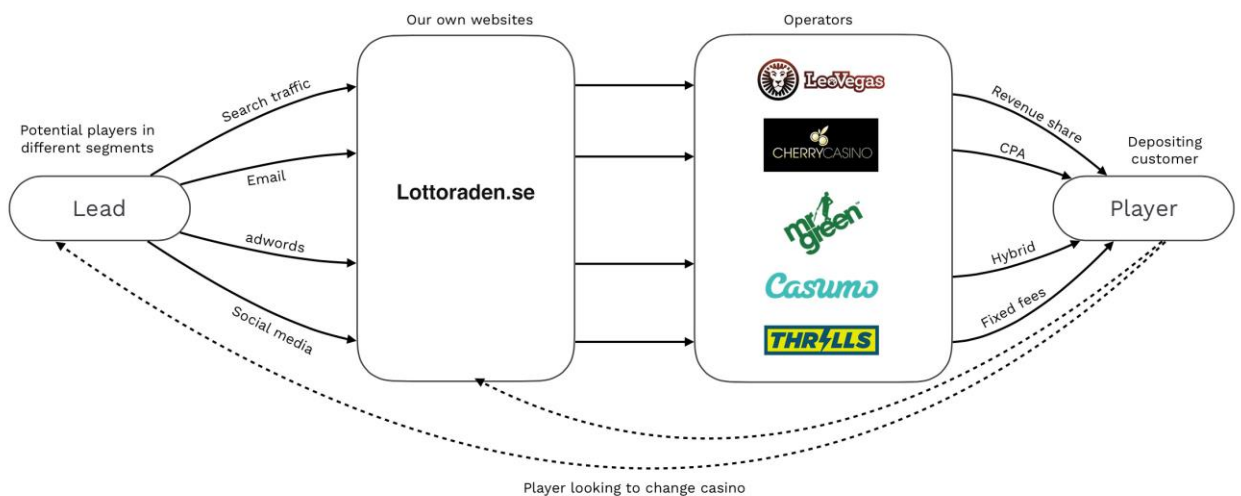 Our own websites
Operators
Potential players in
different segments
Lead
Search traffic
Email
adwords
Social media
Lottoraden.se
LeoVegas
CHERRYCASINO
mr
green
Casumo
THRILLS
Revenue share
CPA
Hybrid
Fixed fees
Depositing
customer
Player
Player looking to change casino